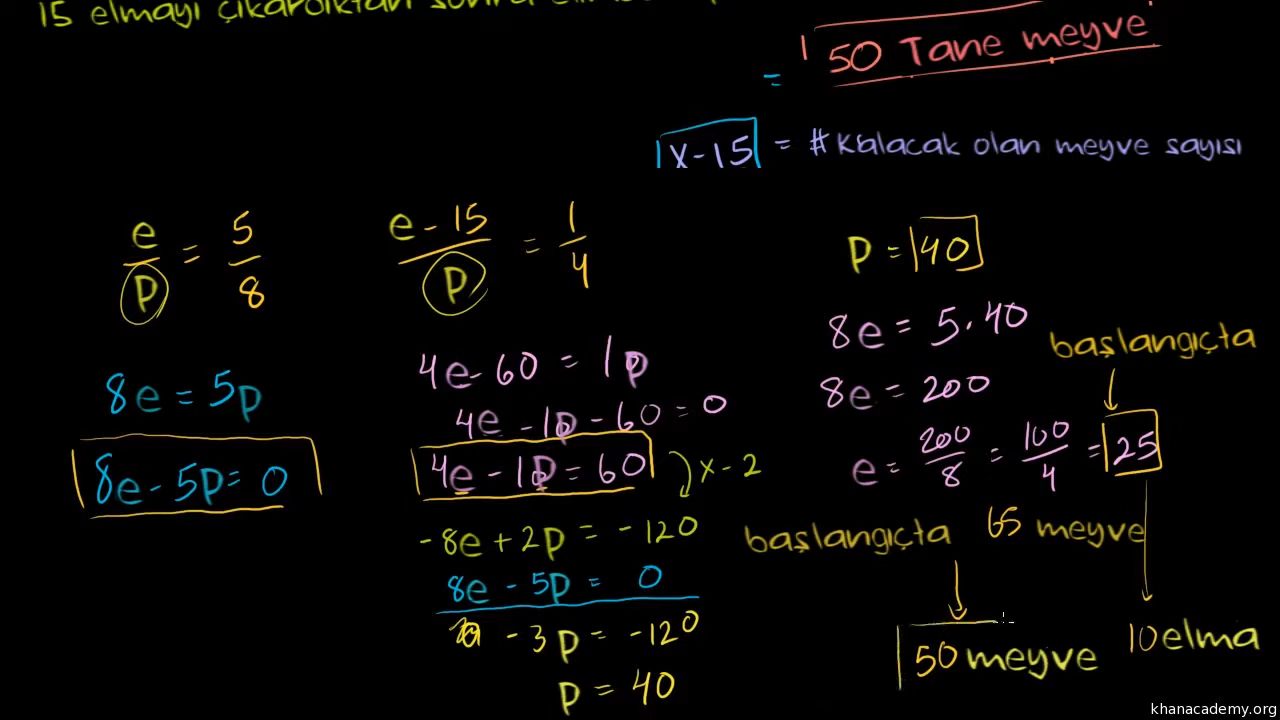 15 elmayı çıkardıktan sonra
= 50 Tane meyve
x-15 = # kalacak olan meyve sayısı
e/p = 5/8
8e = 5p
8e - 5p = 0
e - 15/p = 1/4
4e - 60 = 1p
4e - 1p - 60 = 0
4e - 1p = 60
x - 2
-8e + 2p = -120
8e - 5p = 0
- 3p = -120
p = 40
p = 40
8e = 5.40
8e = 200
e = 200/8 = 100/4 = 25
başlangıçta
başlangıçta 65 meyve
50 meyve
10 elma
khanacademy.org